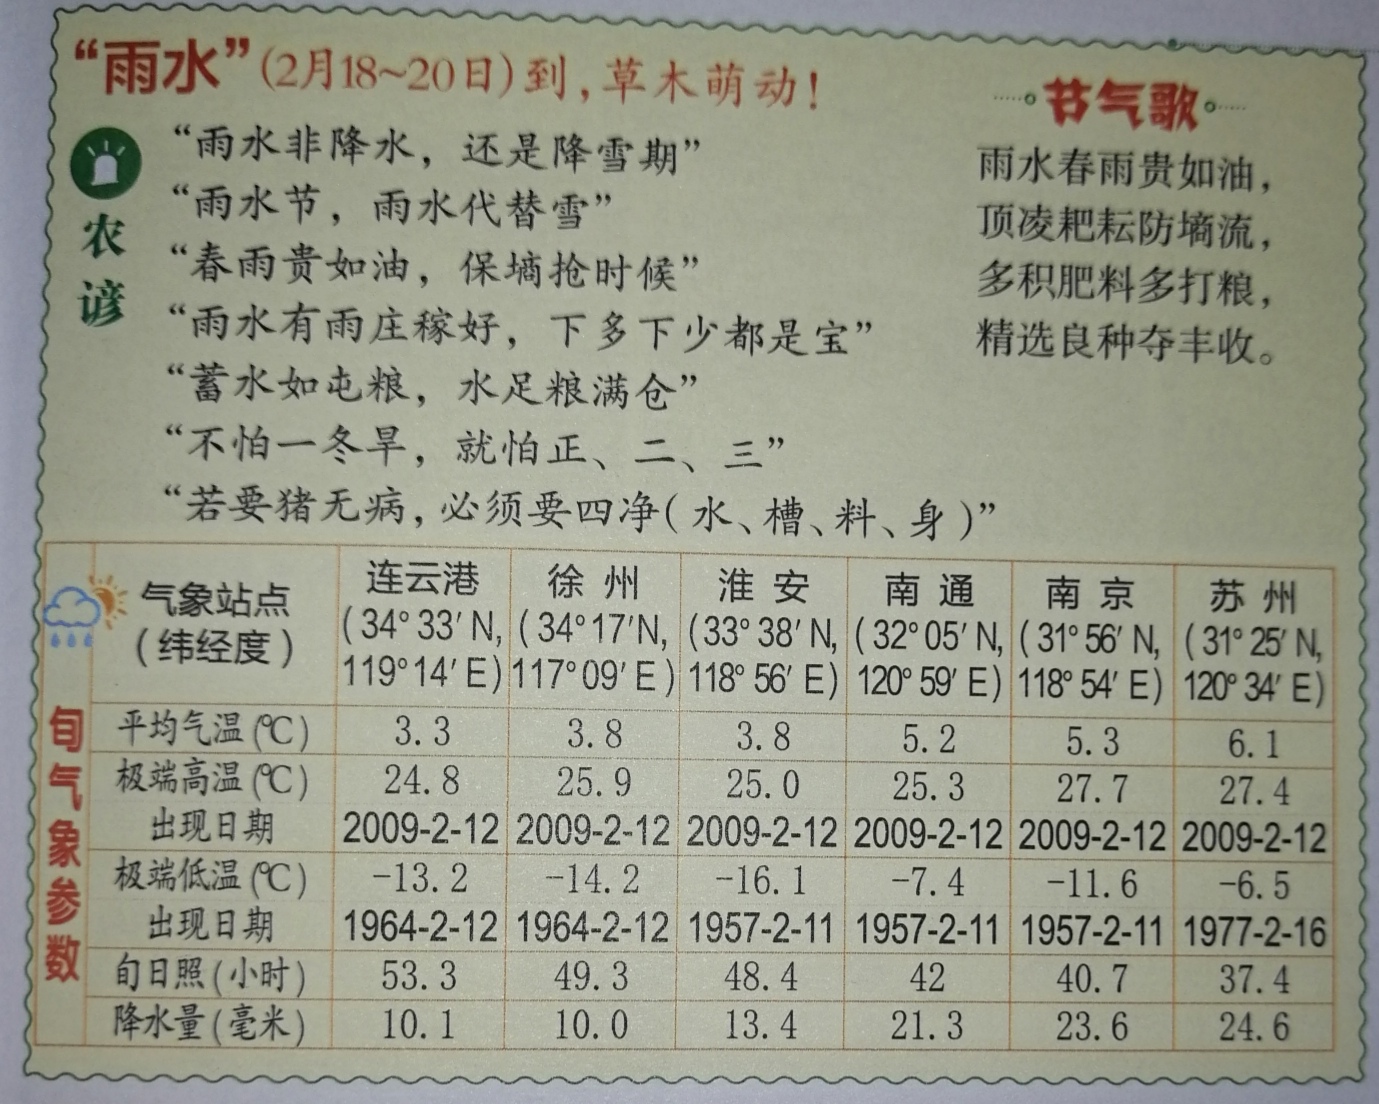 “雨水”(2月18~20日)到,草木萌动!
农谚
“雨水非降水，还是降雪期”
“雨水节，雨水代替雪”
“春雨贵如油，保墒抢时候”
“雨水有雨庄稼好，下多下少都是宝”
“蓄水如屯粮，水足粮满仓”
“不怕一冬旱，就怕正、二、三”
“若要猪无病,必须要四净(水、槽、料、身)”
节气歌
雨水春雨贵如油，
顶凌耙耘防墒流，
多积肥料多打粮，
精选良种夺丰收。
旬气象参数
气象站点(纬经度) 连云港(34°33′N,119°14′E) 徐州(34°17′N,117°09′E) 淮安(33°38′N,118°56′E) 南通(32°05′N,120°59′E) 南京(31°56′N,118°54′E) 苏州(31°25′N,120°34′E)
平均气温(℃) 3.3 3.8 3.8 5.2 5.3 6.1
极端高温(℃) 24.8 25.9 25.0 25.3 27.7 27.4
出现日期 2009-2-12 2009-2-12 2009-2-12 2009-2-12 2009-2-12 2009-2-12
极端低温(℃) -13.2 -14.2 -16.1 -7.4 -11.6 -6.5
出现日期 1964-2-12 1964-2-12 1957-2-11 1957-2-11 1957-2-11 1977-2-16
旬日照(小时) 53.3 49.3 48.4 42 40.7 37.4
降水量(毫米) 10.1 10.0 13.4 21.3 23.6 24.6